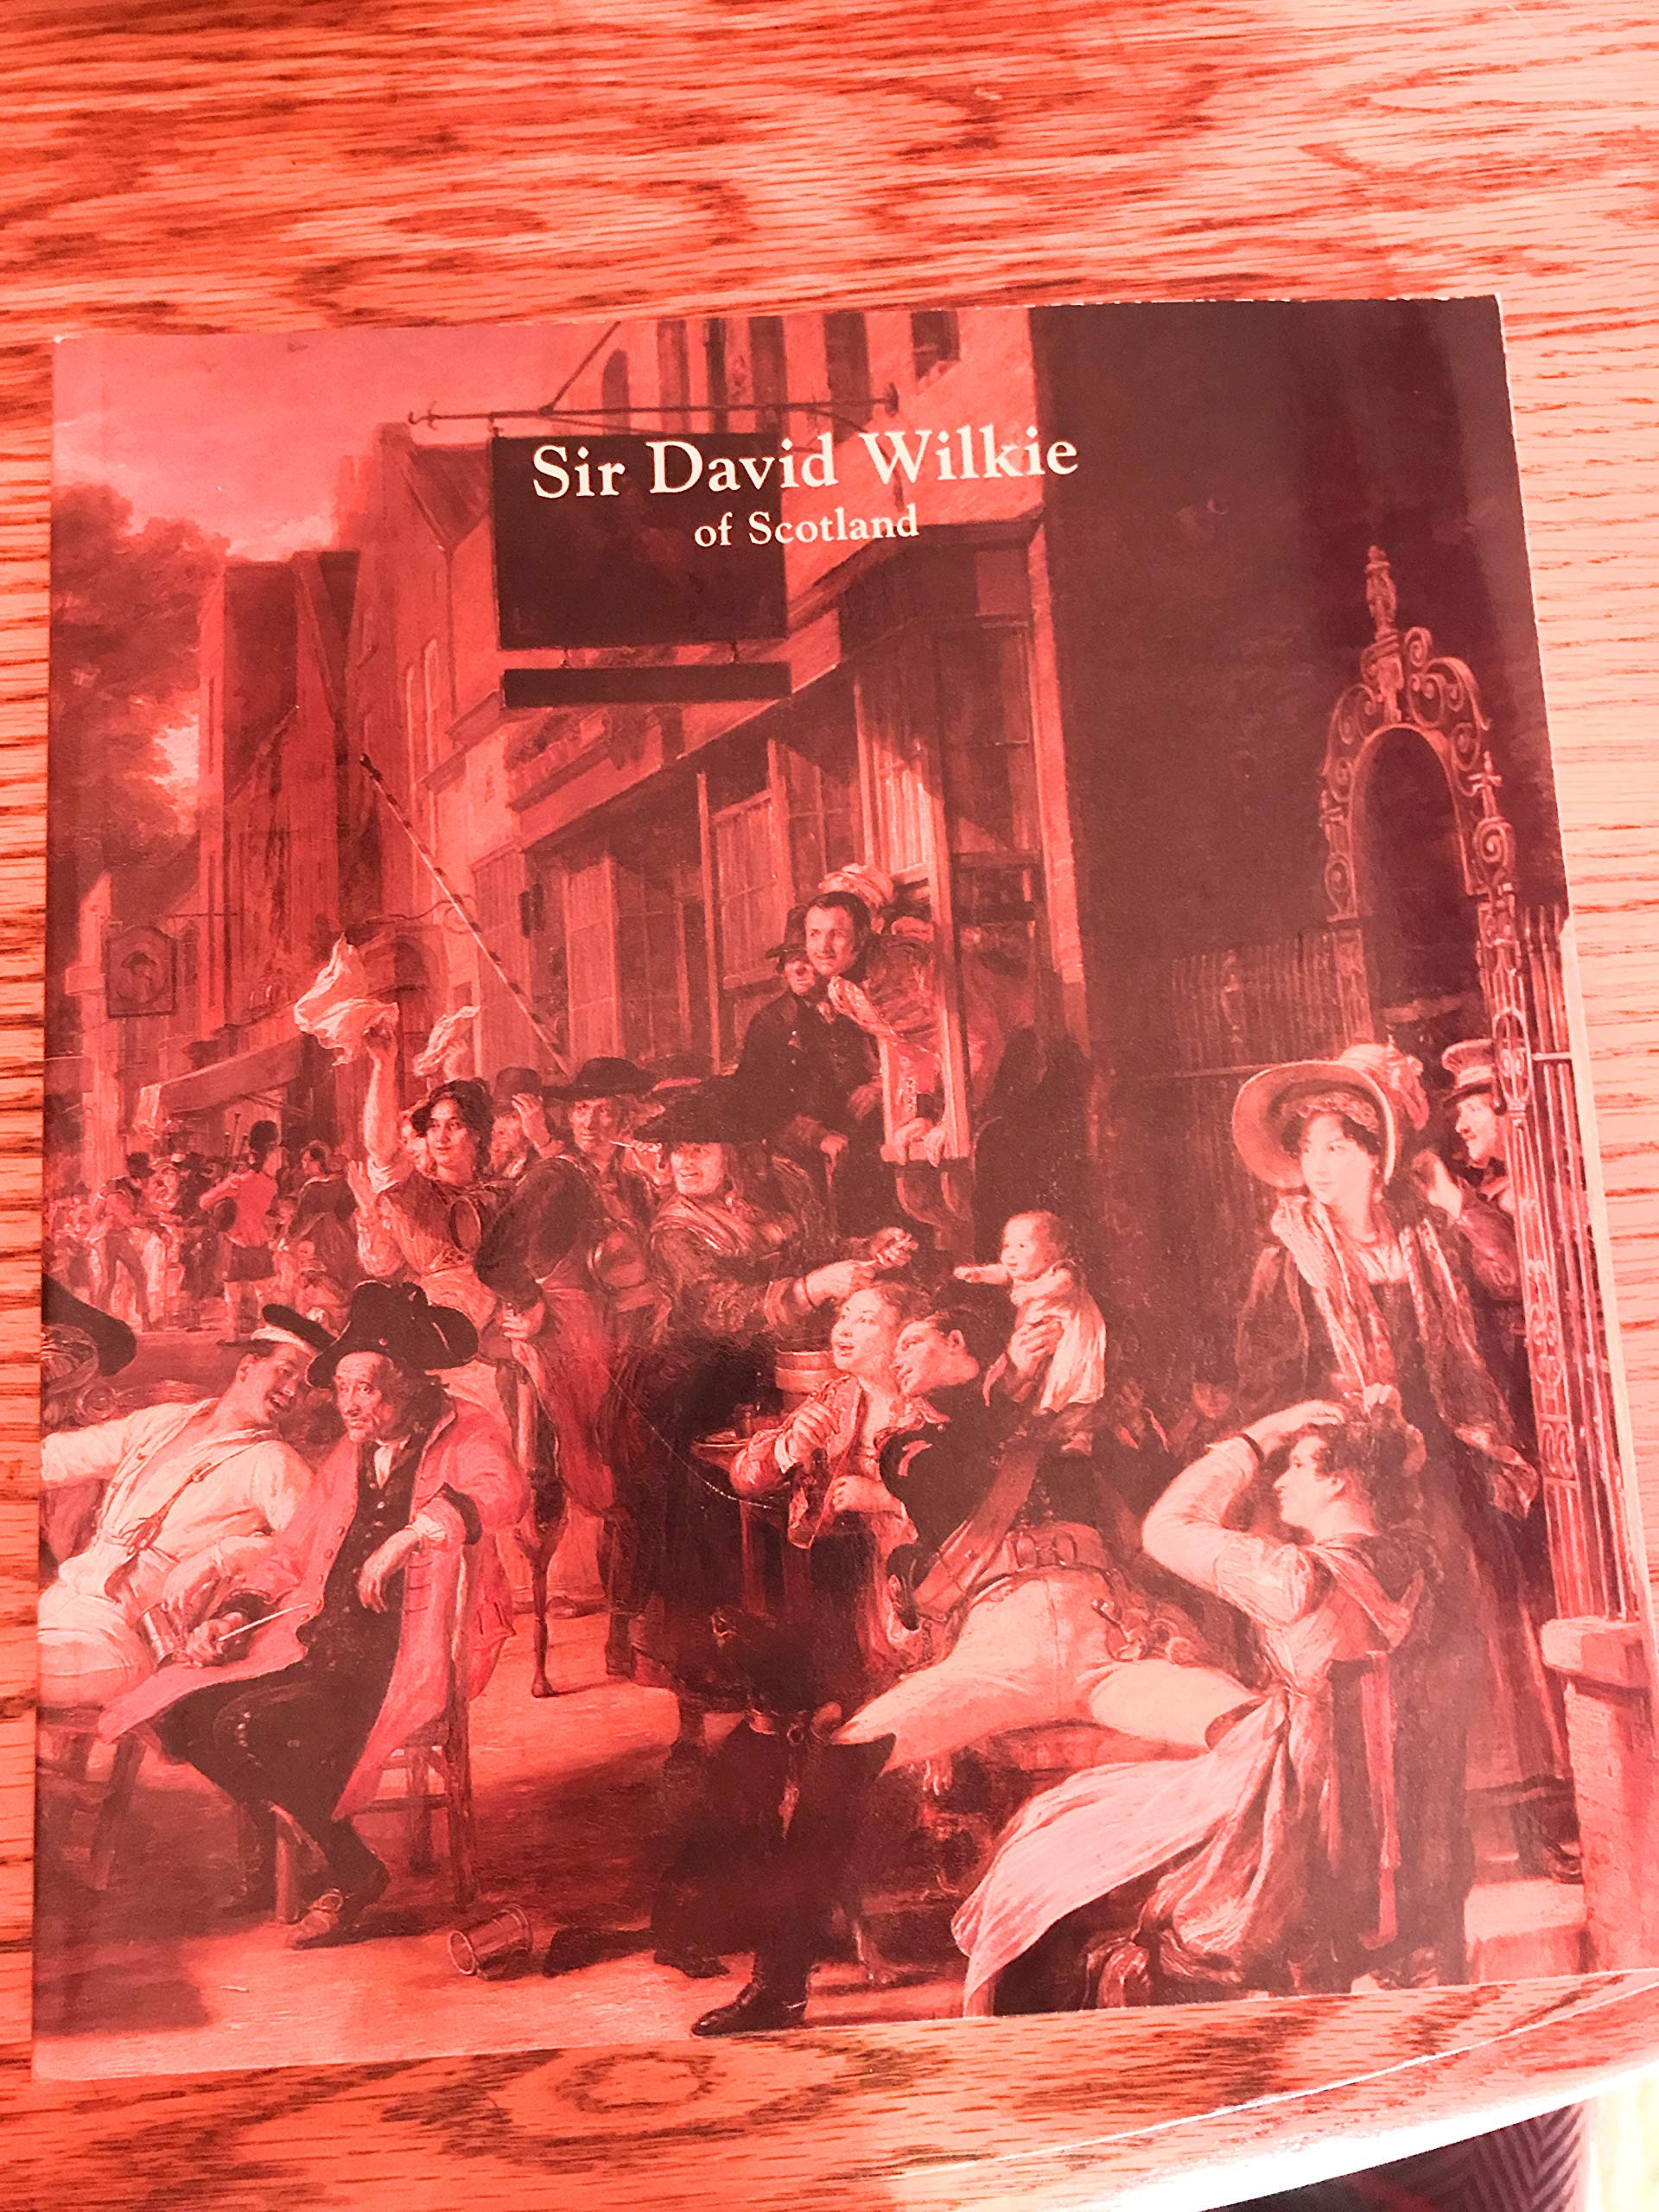 Sir David Wilkie
of Scotland